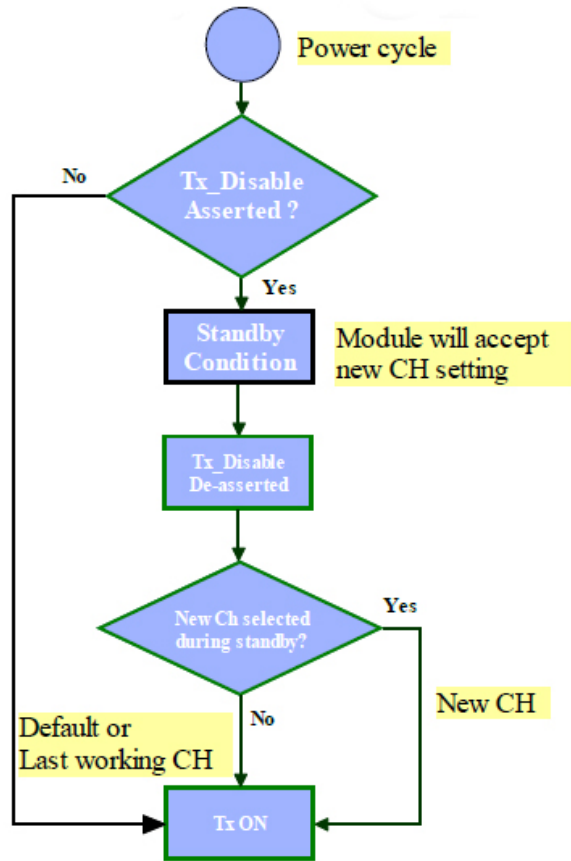 Power cycle
No
Tx_Disable
Asserted ?
Yes
Standby
Condition
Module will accept
new CH setting
Tx_Disable
De-asserted
New Ch selected
during standby?
Yes
No
New CH
Default or
Last working CH
Tx ON